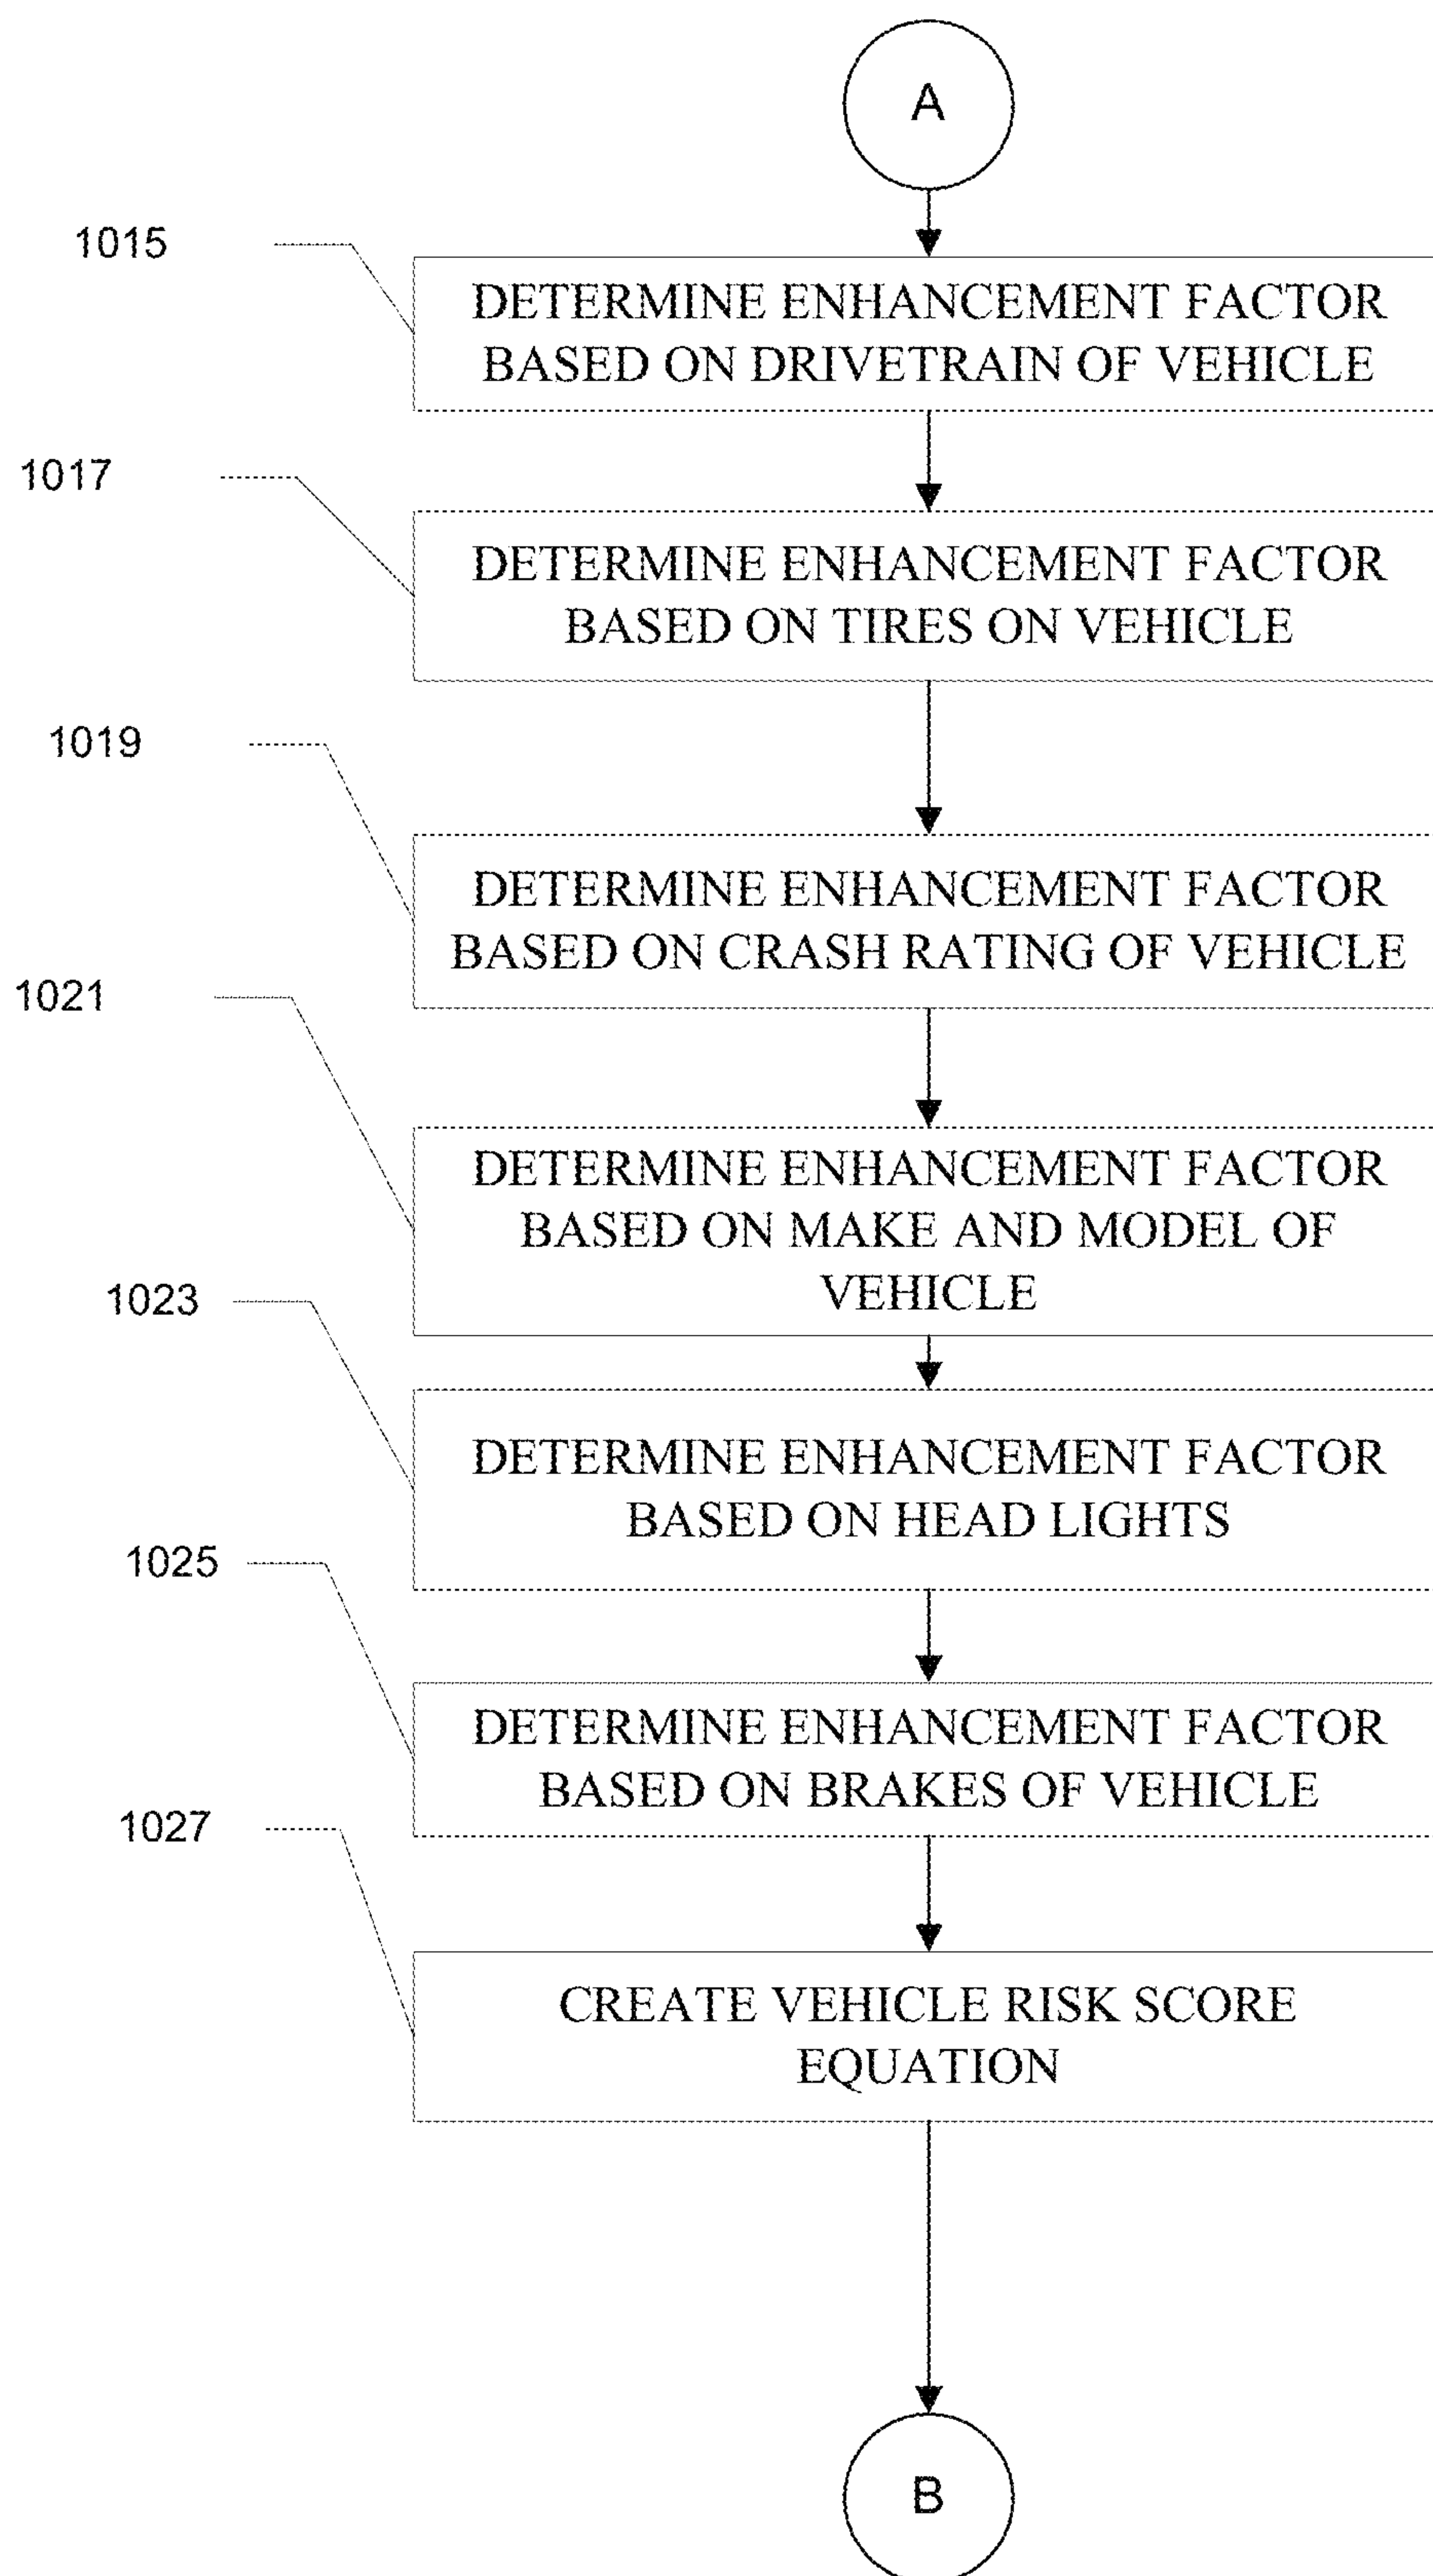 A
1015
DETERMINE ENHANCEMENT FACTOR
BASED ON DRIVETRAIN OF VEHICLE
1017
DETERMINE ENHANCEMENT FACTOR
BASED ON TIRES ON VEHICLE
1019
DETERMINE ENHANCEMENT FACTOR
BASED ON CRASH RATING OF VEHICLE
1021
DETERMINE ENHANCEMENT FACTOR
BASED ON MAKE AND MODEL OF
VEHICLE
1023
DETERMINE ENHANCEMENT FACTOR
BASED ON HEAD LIGHTS
1025
DETERMINE ENHANCEMENT FACTOR
BASED ON BRAKES OF VEHICLE
1027
CREATE VEHICLE RISK SCORE
EQUATION
B